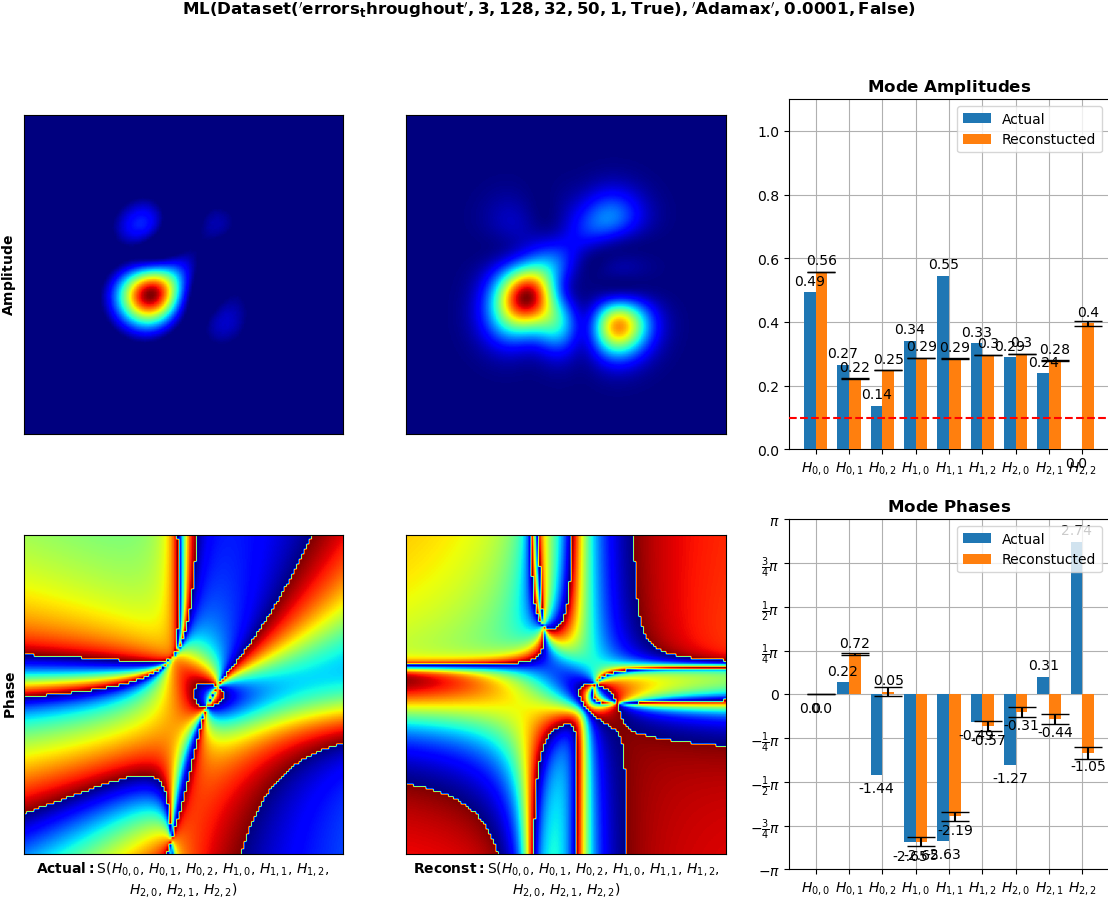 ML(Dataset('errors_throughout', 3, 128, 32, 50, 1, True), 'Adamax', 0.0001, False)
Amplitude
Mode Amplitudes
Actual
Reconstucted
1.0
0.8
0.6
0.4
0.2
0.0
0.49
0.56
0.27
0.22
0.14
0.25
0.34
0.29
0.55
0.29
0.33
0.3
0.29
0.3
0.24
0.28
0.0
0.4
H0,0 H0,1 H0,2 H1,0 H1,1 H1,2 H2,0 H2,1 H2,2
Phase
Actual:S(H0,0, H0,1, H0,2, H1,0, H1,1, H1,2,
H2,0, H2,1, H2,2)
Reconst:S(H0,0, H0,1, H0,2, H1,0, H1,1, H1,2,
H2,0, H2,1, H2,2)
Mode Phases
Actual
Reconstucted
π
3/4π
1/2π
1/4π
0
−1/4π
−1/2π
−3/4π
−π
0.0
0.0
0.22
0.72
-1.44
0.05
-2.65
-2.65
-2.63
-2.19
-0.49
-0.57
-1.27
-0.31
0.31
-0.44
2.74
-1.05
H0,0 H0,1 H0,2 H1,0 H1,1 H1,2 H2,0 H2,1 H2,2